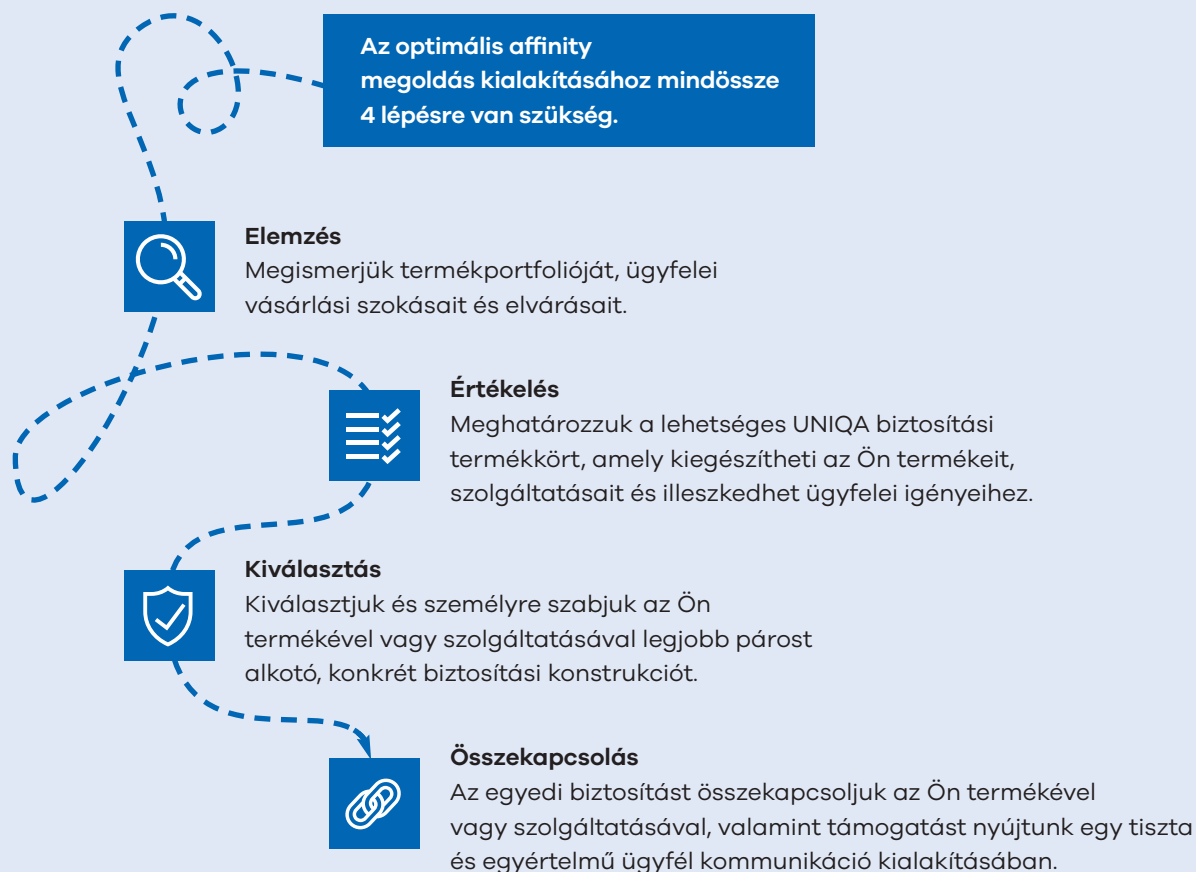 Az optimális affinity
megoldás kialakításához mindössze
4 lépésre van szükség.
Elemzés
Megismerjük termékportfolióját, ügyfelei
vásárlási szokásait és elvárásait.
Értékelés
Meghatározzuk a lehetséges UNIQA biztosítási
termékkört, amely kiegészítheti az Ön termékeit,
szolgáltatásait és illeszkedhet ügyfelei igényeihez.
Kiválasztás
Kiválasztjuk és személyre szabjuk az Ön
termékével vagy szolgáltatásával legjobb párost
alkotó, konkrét biztosítási konstrukciót.
Összekapcsolás
Az egyedi biztosítást összekapcsoljuk az Ön termékével
vagy szolgáltatásával, valamint támogatást nyújtunk egy tiszta
és egyértelmű ügyfél kommunikáció kialakításában.